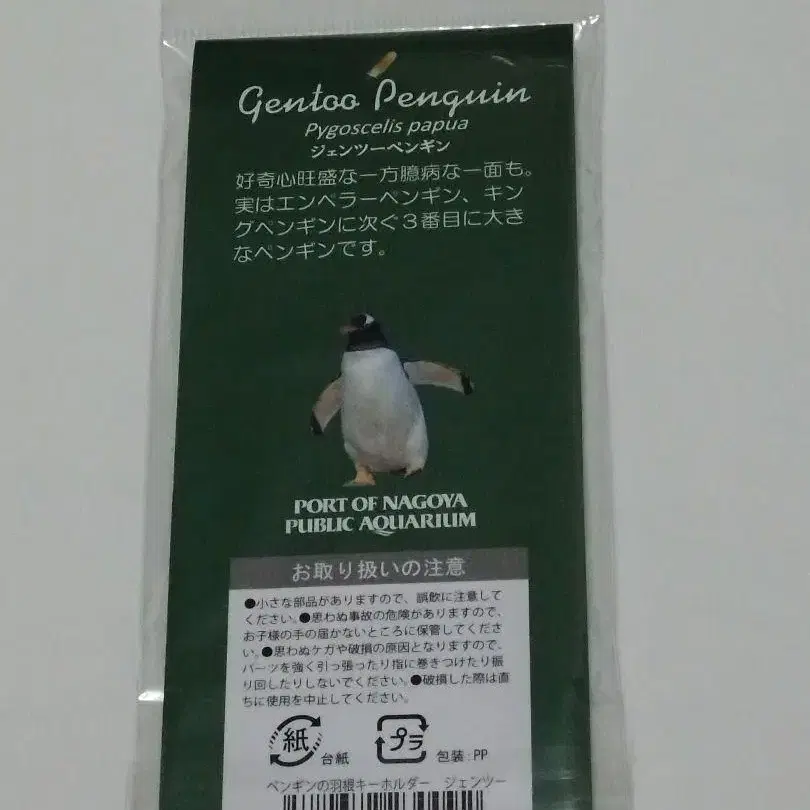 Gentoo Penguin
Pygoscelis papua
ジェンツーペンギン
好奇心旺盛な一方臆病な一面も。
実はエンペラーペンギン、キン
グペンギンに次ぐ3番目に大き
なペンギンです。
PORT OF NAGOYA
PUBLIC AQUARIUM
お取り扱いの注意
●小さな部品がありますので、誤飲に注意して
ください。●思わぬ事故の危険がありますので、
お子様の手の届かないところに保管してくださ
い。●思わぬケガや破損の原因となりますので、
パーツを強く引っ張ったり指に巻きつけたり振
り回したりしないでください。●破損した際は直
ちに使用を中止してください。
紙 台紙 プラ 包装:PP
ペンギンの羽根キーホルダー ジェンツー